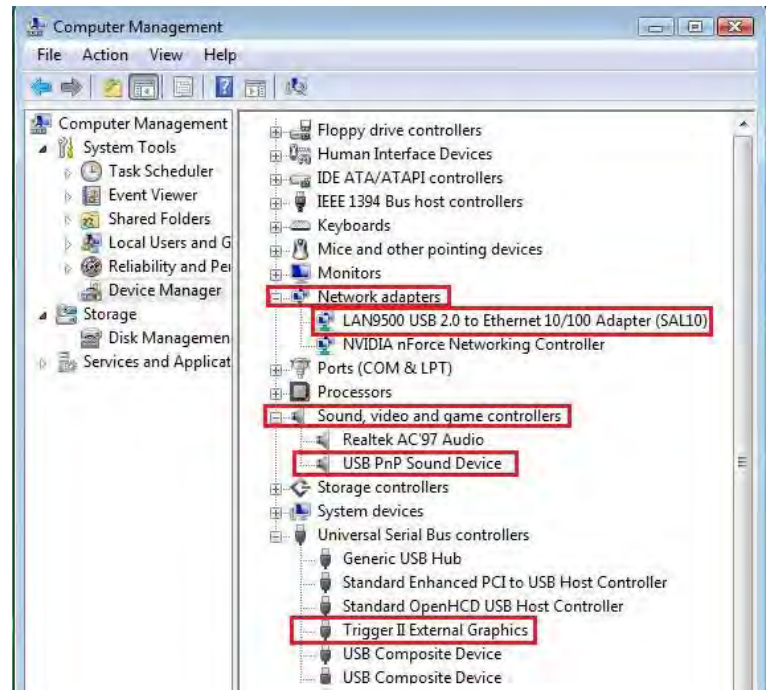 Computer Management
File Action View Help
Computer Management
System Tools
Task Scheduler
Event Viewer
Shared Folders
Local Users and G
Reliability and Per
Device Manager
Storage
Disk Managemen
Services and Applicat
Floppy drive controllers
Human Interface Devices
IDE ATA/ATAPI controllers
IEEE 1394 Bus host controllers
Keyboards
Mice and other pointing devices
Monitors
Network adapters
LAN9500 USB 2.0 to Ethernet 10/100 Adapter (SAL10)
NVIDIA nForce Networking Controller
Ports (COM & LPT)
Processors
Sound, video and game controllers
Realtek AC'97 Audio
USB PnP Sound Device
Storage controllers
System devices
Universal Serial Bus controllers
Generic USB Hub
Standard Enhanced PCI to USB Host Controller
Standard OpenHCD USB Host Controller
Trigger II External Graphics
USB Composite Device
USB Composite Device